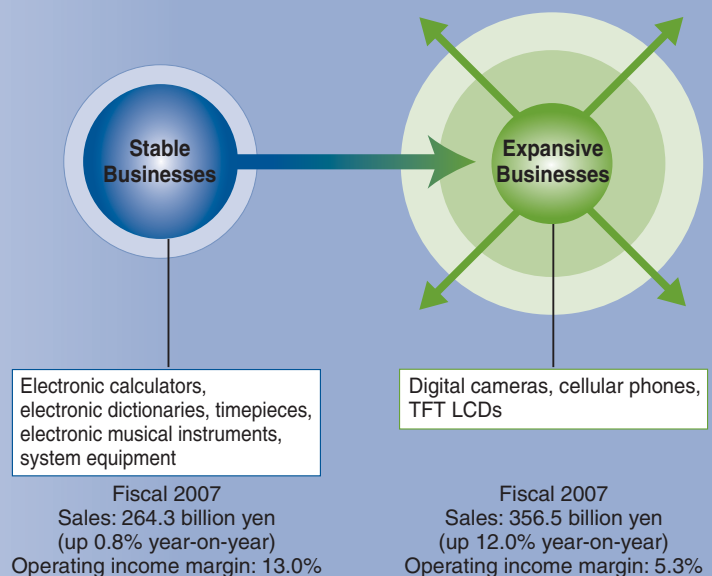 Stable
Businesses
Expansive
Businesses
Electronic calculators,
electronic dictionaries, timepieces,
electronic musical instruments,
system equipment
Digital cameras, cellular phones,
TFT LCDs
Fiscal 2007
Sales: 264.3 billion yen
(up 0.8% year-on-year)
Operating income margin: 13.0%
Fiscal 2007
Sales: 356.5 billion yen
(up 12.0% year-on-year)
Operating income margin: 5.3%